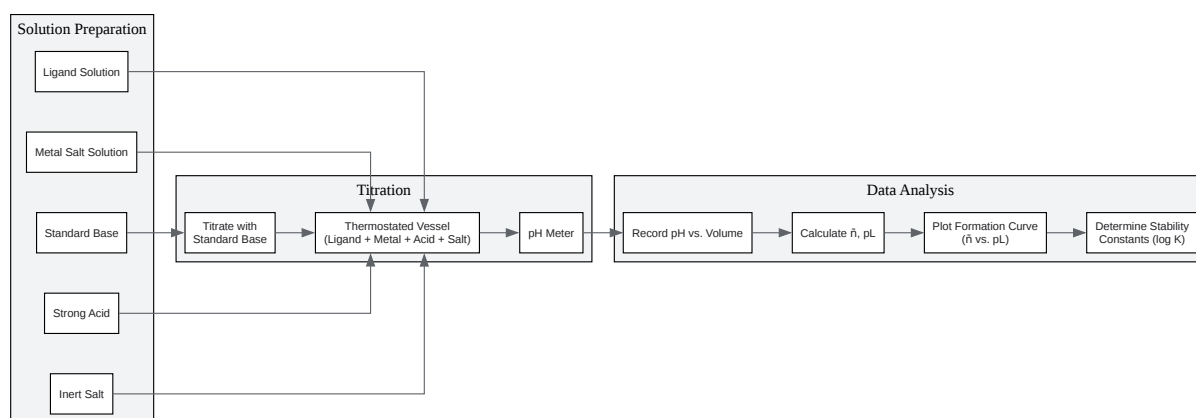 Solution Preparation
Ligand Solution
Metal Salt Solution
Standard Base
Strong Acid
Inert Salt
Titration
Titrate with
Standard Base
Thermostated Vessel
(Ligand + Metal + Acid + Salt)
pH Meter
Data Analysis
Record pH vs. Volume
Calculate ñ, pL
Plot Formation Curve
(ñ vs. pL)
Determine Stability
Constants (log K)